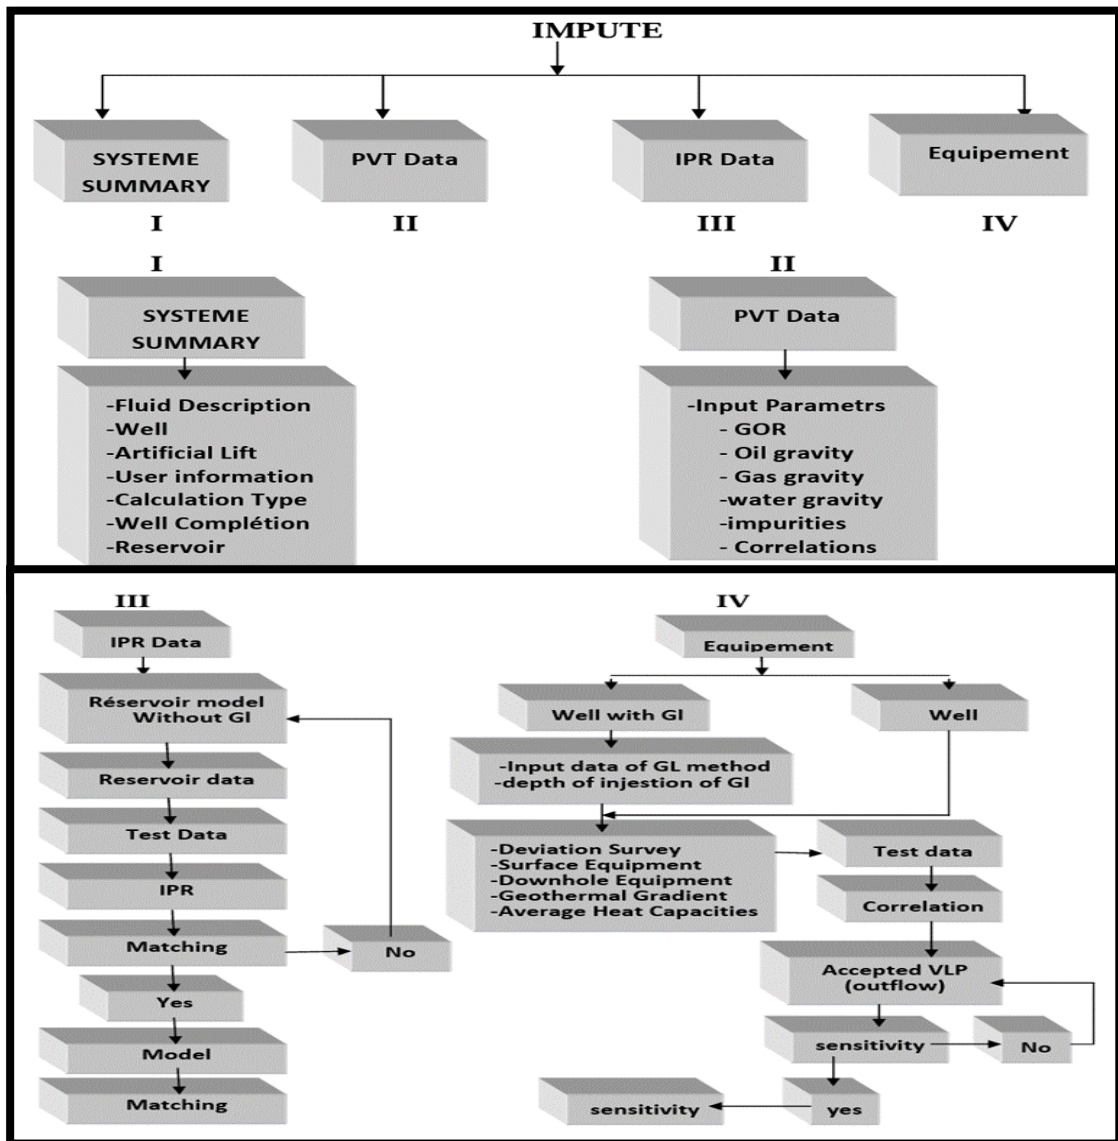 IMPUTE
SYSTEME
SUMMARY
PVT Data
IPR Data
Equipement
I
II
III
IV
I
SYSTEME
SUMMARY
-Fluid Description
-Well
-Artificial Lift
-User information
-Calculation Type
-Well Complétion
-Reservoir
II
PVT Data
-Input Parametrs
- GOR
- Oil gravity
- Gas gravity
-water gravity
-impurities
- Correlations
III
IPR Data
Réservoir model
Without Gl
Reservoir data
Test Data
IPR
Matching
No
Yes
Model
Matching
IV
Equipement
Well with Gl
Well
-Input data of GL method
-depth of injestion of Gl
-Deviation Survey
-Surface Equipment
-Downhole Equipment
-Geothermal Gradient
-Average Heat Capacities
Test data
Correlation
Accepted VLP
(outflow)
sensitivity
No
yes
sensitivity